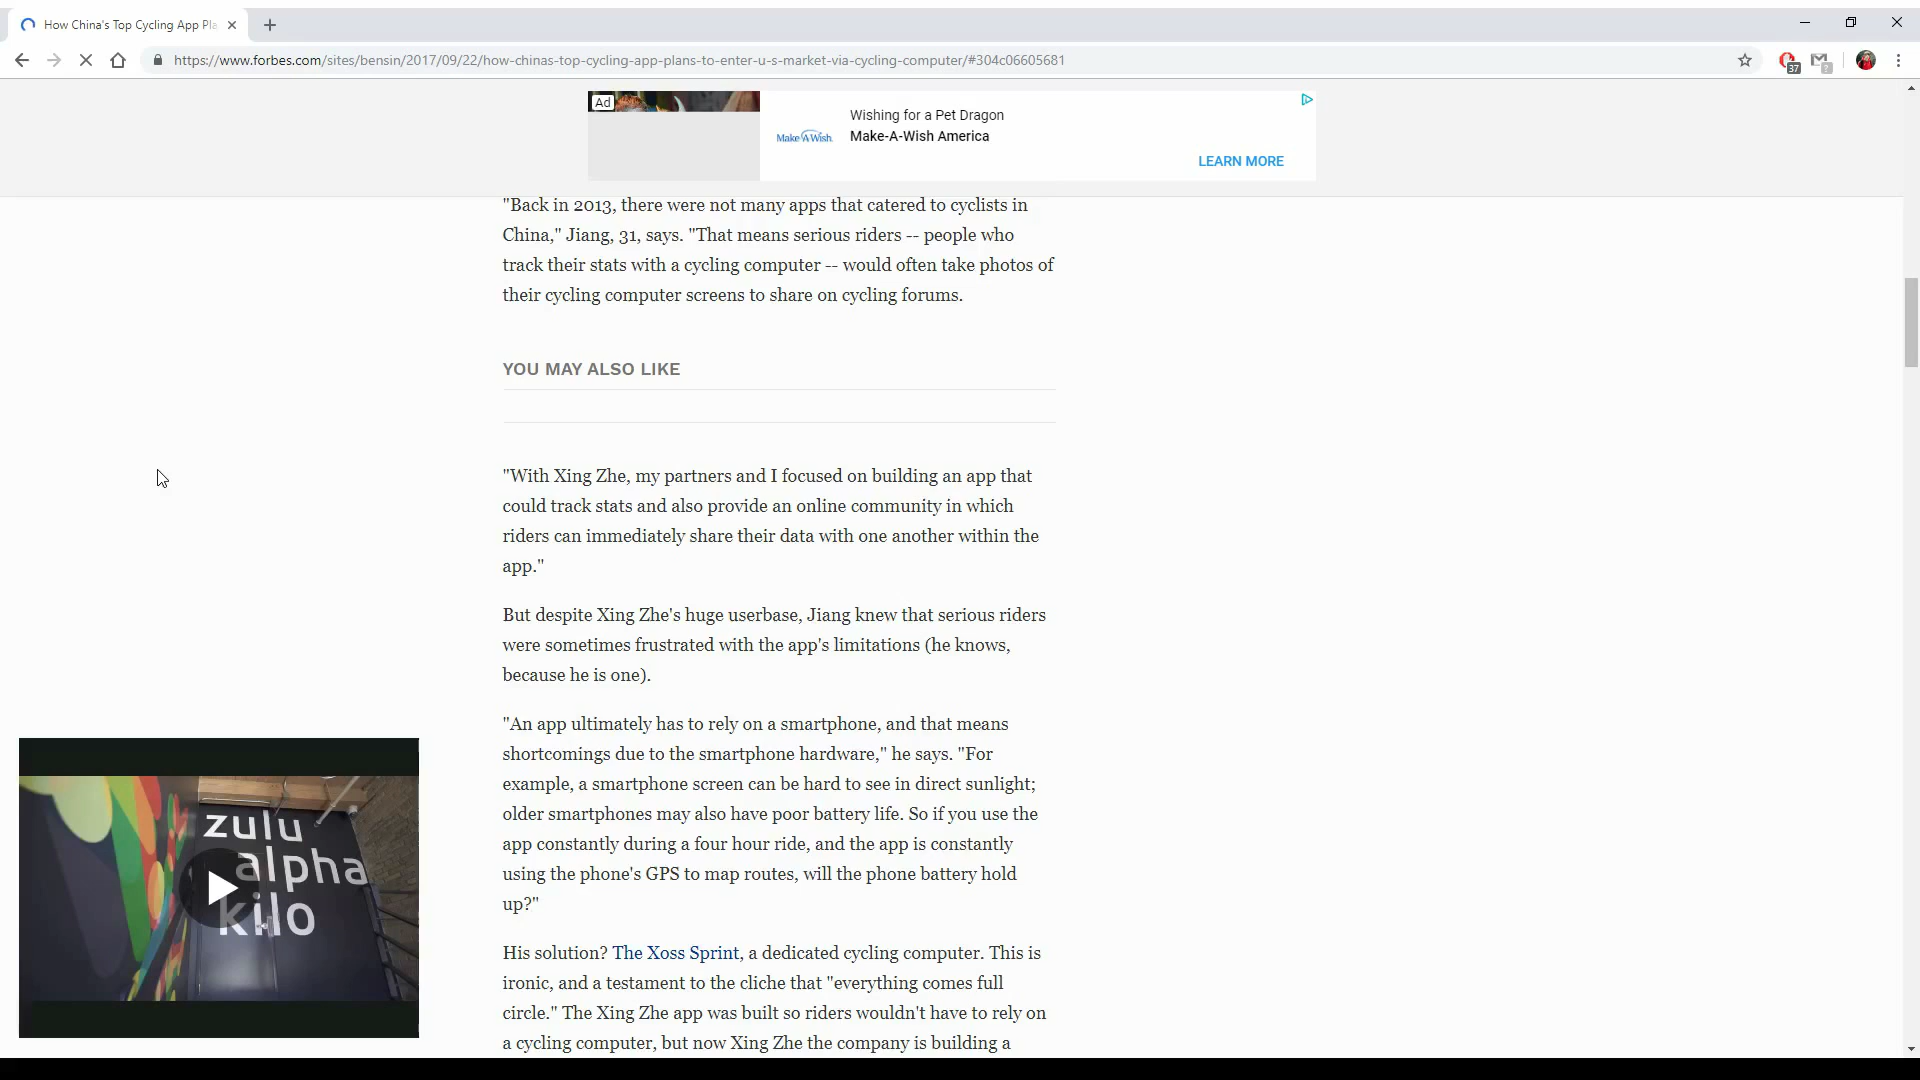 How China's Top Cycling App Pla
https://www.forbes.com/sites/bensin/2017/09/22/how-chinas-top-cycling-app-plans-to-enter-u-s-market-via-cycling-computer/#304c06605681
37
?
Ad
Make-A-Wish.
Wishing for a Pet Dragon
Make-A-Wish America
LEARN MORE
"Back in 2013, there were not many apps that catered to cyclists in
China," Jiang, 31, says. "That means serious riders -- people who
track their stats with a cycling computer -- would often take photos of
their cycling computer screens to share on cycling forums.
YOU MAY ALSO LIKE
"With Xing Zhe, my partners and I focused on building an app that
could track stats and also provide an online community in which
riders can immediately share their data with one another within the
app."
But despite Xing Zhe's huge userbase, Jiang knew that serious riders
were sometimes frustrated with the app's limitations (he knows,
because he is one).
"An app ultimately has to rely on a smartphone, and that means
shortcomings due to the smartphone hardware," he says. "For
example, a smartphone screen can be hard to see in direct sunlight;
older smartphones may also have poor battery life. So if you use the
app constantly during a four hour ride, and the app is constantly
using the phone's GPS to map routes, will the phone battery hold
up?"
His solution? The Xoss Sprint, a dedicated cycling computer. This is
ironic, and a testament to the cliche that "everything comes full
circle." The Xing Zhe app was built so riders wouldn't have to rely on
a cycling computer, but now Xing Zhe the company is building a
zulu
alpha
kilo